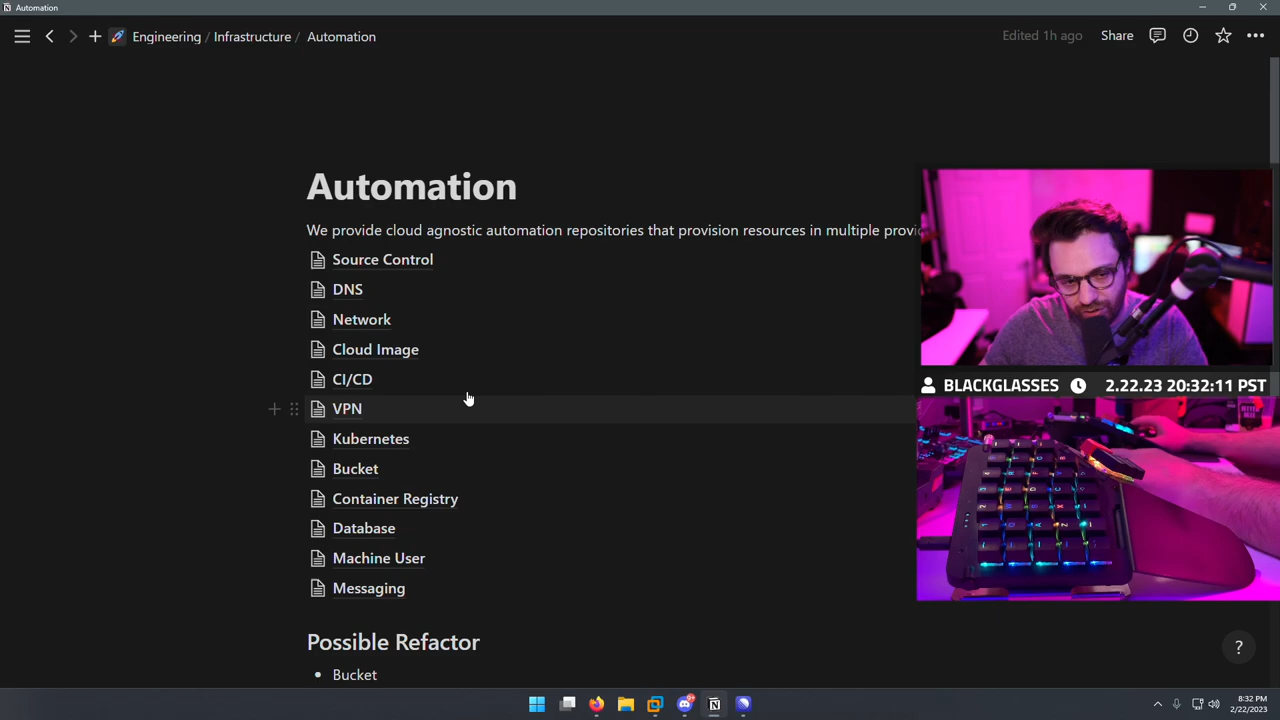 Automation
Engineering / Infrastructure / Automation
Edited 1h ago
Share
Automation
We provide cloud agnostic automation repositories that provision resources in multiple
Source Control
DNS
Network
Cloud Image
CI/CD
VPN
Kubernetes
Bucket
Container Registry
Database
Machine User
Messaging
Possible Refactor
• Bucket
BLACKGLASSES 2.22.23 20:32:11 PST
?
8:32 PM
2/22/2023